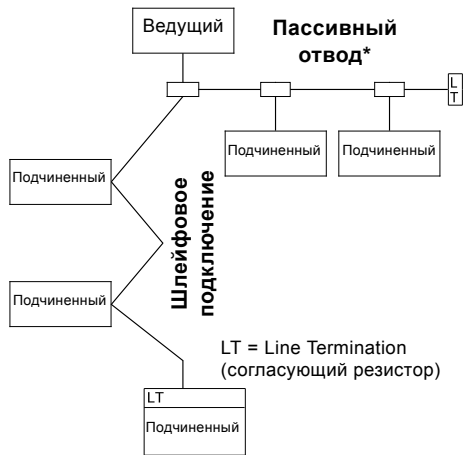 Ведущий
Пассивный
отвод*
L
T
Подчиненный
Подчиненный
Подчиненный
Шлейфовое
подключение
Подчиненный
LT = Line Termination
(согласующий резистор)
LT
Подчиненный